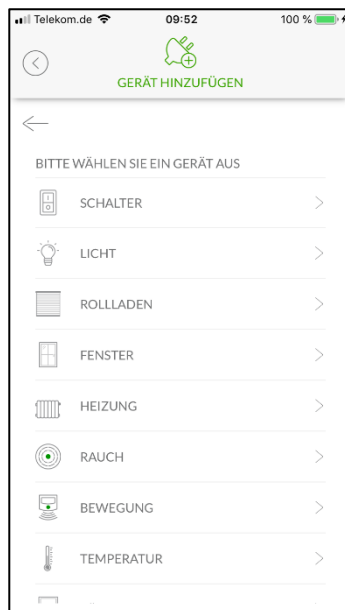 Telekom.de 09:52 100 %
GERÄT HINZUFÜGEN
BITTE WÄHLEN SIE EIN GERÄT AUS
SCHALTER
LICHT
ROLLLADEN
FENSTER
HEIZUNG
RAUCH
BEWEGUNG
TEMPERATUR